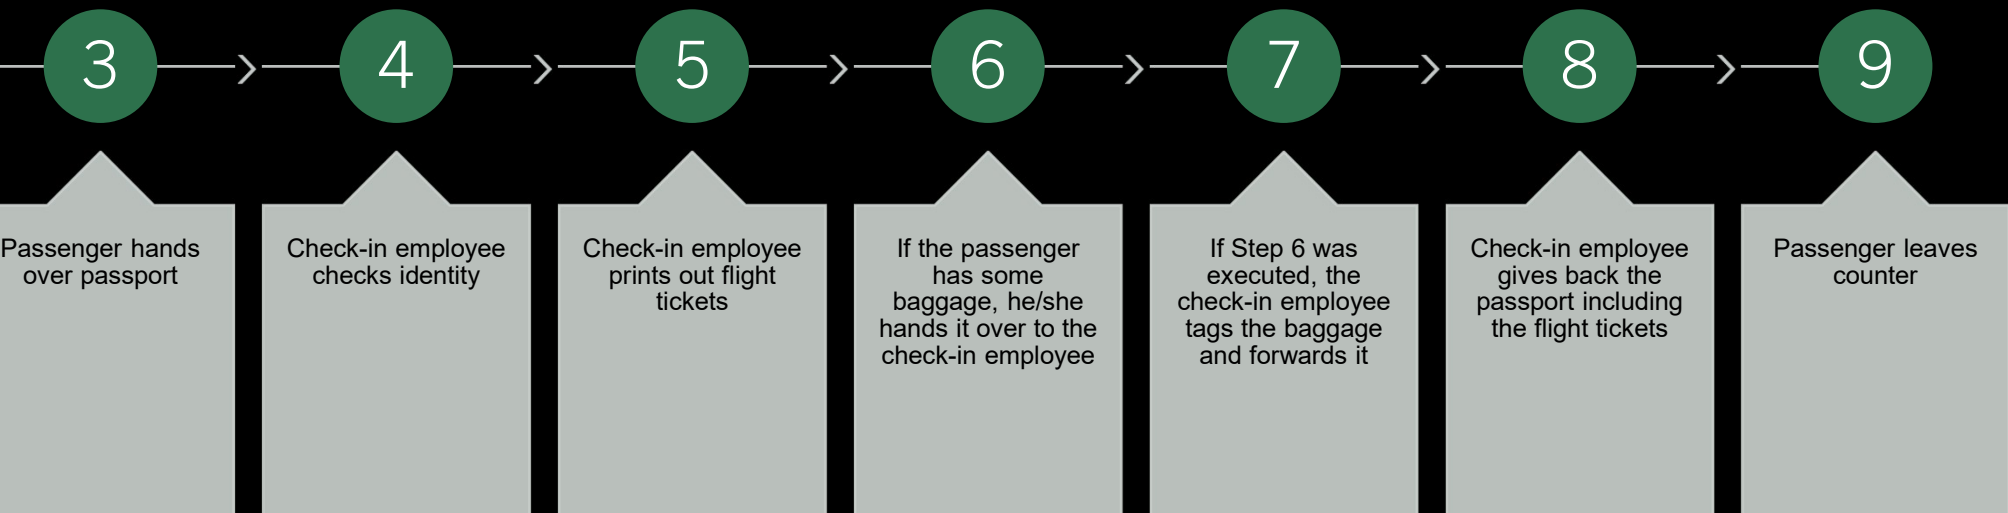 3
4
5
6
7
8
9
Passenger hands
over passport
Check-in employee
checks identity
Check-in employee
prints out flight
tickets
If the passenger
has some
baggage, he/she
hands it over to the
check-in employee
If Step 6 was
executed, the
check-in employee
tags the baggage
and forwards it
Check-in employee
gives back the
passport including
the flight tickets
Passenger leaves
counter